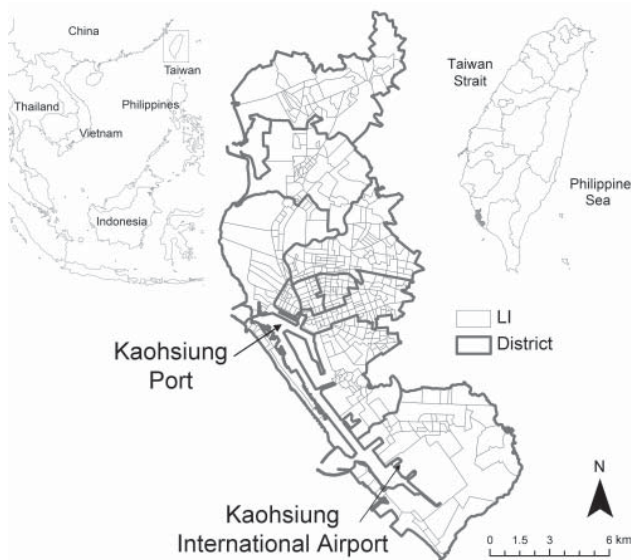 China
Taiwan
Thailand
Philippines
Vietnam
Indonesia
Taiwan
Strait
Philippine
Sea
LI
District
Kaohsiung
Port
Kaohsiung
International Airport
N
0 1.5 3 6 km